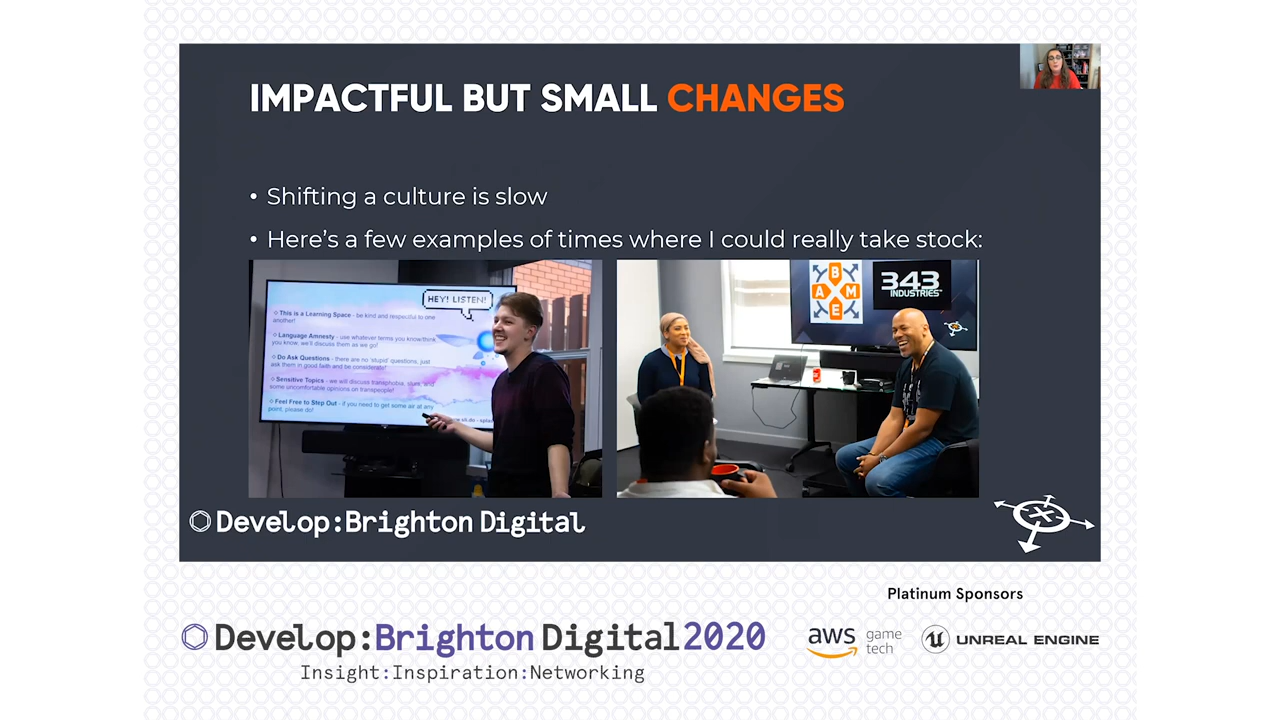 IMPACTFUL BUT SMALL CHANGES
• Shifting a culture is slow
• Here's a few examples of times where I could really take stock:
HEY! LISTEN!
This is a Learning Space - be kind and respectful to one
another!
Language Amnesty - use whatever terms you know/think
you know, we'll discuss them as we go!
Do Ask Questions - there are no 'stupid' questions, just
ask them in good faith and be considerate!
Sensitive Topics - we will discuss transphobia, slurs, and
some uncomfortable opinions on transpeople!
Feel Free to Step Out - if you need to get some air at any
point, please do!
B
A M
E
343
INDUSTRIES
Develop:Brighton Digital
Platinum Sponsors
Develop:Brighton Digital 2020
Insight:Inspiration:Networking
aws game
tech
UNREAL ENGINE